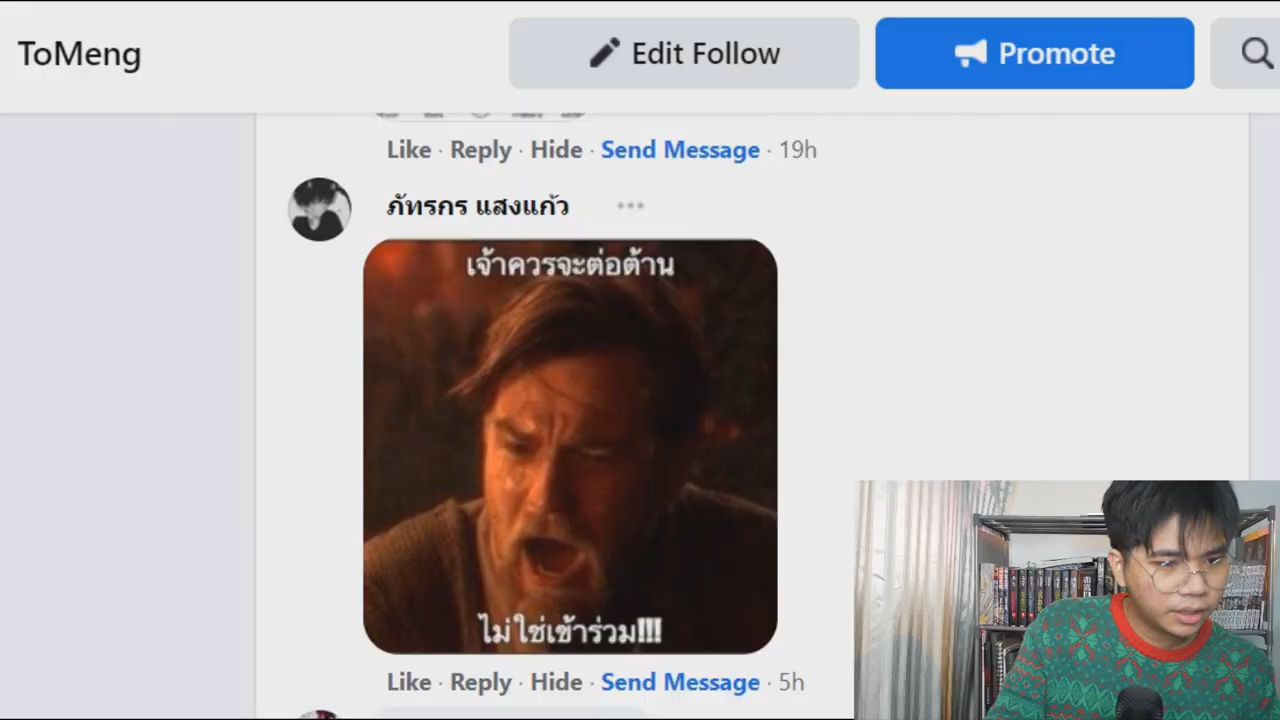 ToMeng
Edit Follow
Promote
Like · Reply · Hide · Send Message · 19h
ภัทรกร แสงแก้ว
เจ้าควรจะต่อต้าน
ไม่ใช่เข้าร่วม!!!
Like · Reply · Hide · Send Message · 5h